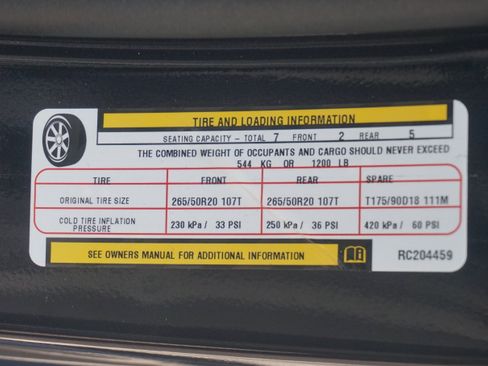 TIRE AND LOADING INFORMATION
SEATING CAPACITY - TOTAL 7 FRONT 2 REAR 5
THE COMBINED WEIGHT OF OCCUPANTS AND CARGO SHOULD NEVER EXCEED
544 KG OR 1200 LB
TIRE FRONT REAR SPARE
ORIGINAL TIRE SIZE 265/50R20 107T 265/50R20 107T T175/90D18 111M
COLD TIRE INFLATION PRESSURE 230 kPa / 33 PSI 250 kPa / 36 PSI 420 kPa / 60 PSI
SEE OWNERS MANUAL FOR ADDITIONAL INFORMATION RC204459